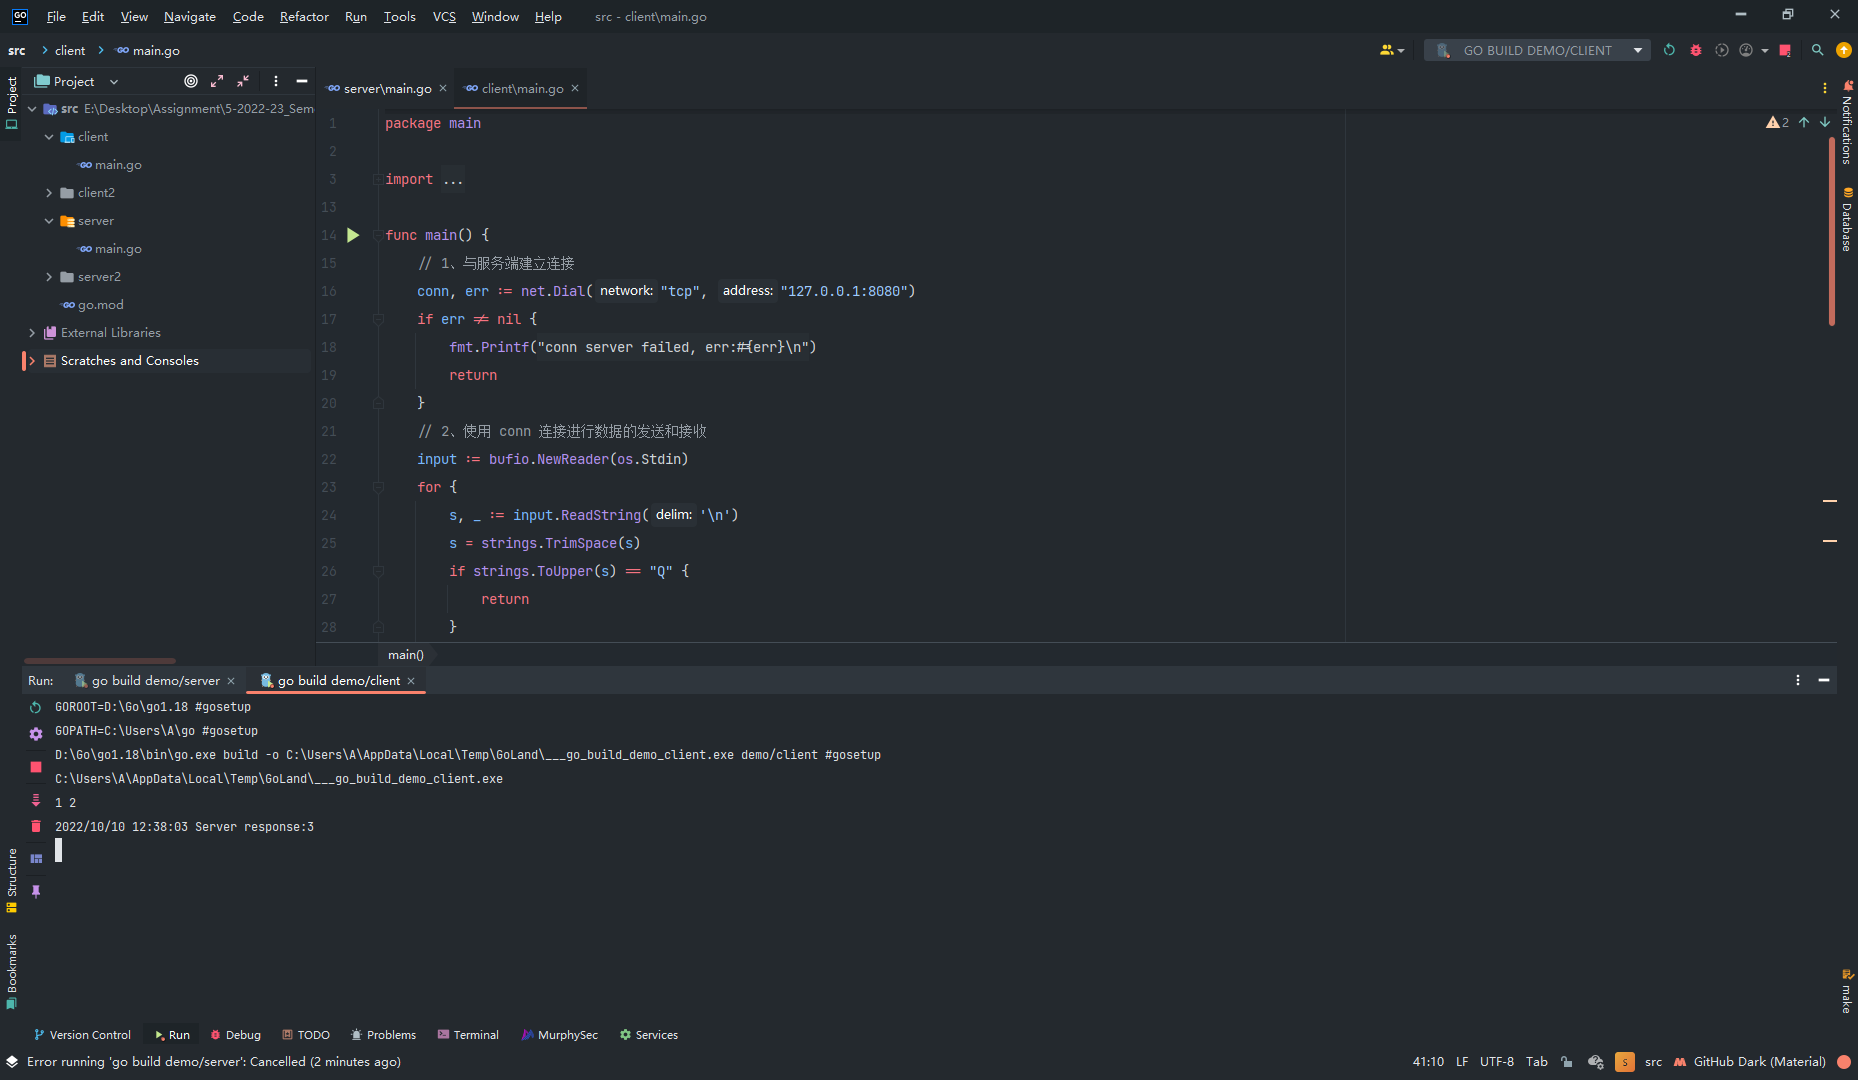 File Edit View Navigate Code Refactor Run Tools VCS Window Help src - client\main.go
src client main.go GO BUILD DEMO/CLIENT
Project
Project
server\main.go client\main.go
src E:\Desktop\Assignment\5-2022-23_Sem
client
main.go
client2
server
main.go
server2
go.mod
External Libraries
Scratches and Consoles
1 package main
2
3 import ...
13
14 func main() {
15 // 1、与服务端建立连接
16 conn, err := net.Dial( network: "tcp", address: "127.0.0.1:8080")
17 if err != nil {
18 fmt.Printf("conn server failed, err:#{err}\n")
19 return
20 }
21 // 2、使用 conn 连接进行数据的发送和接收
22 input := bufio.NewReader(os.Stdin)
23 for {
24 s, _ := input.ReadString( delim: '\n')
25 s = strings.TrimSpace(s)
26 if strings.ToUpper(s) == "Q" {
27 return
28 }
2
Notifications
Database
main()
Run: go build demo/server go build demo/client
GOROOT=D:\Go\go1.18 #gosetup
GOPATH=C:\Users\A\go #gosetup
D:\Go\go1.18\bin\go.exe build -o C:\Users\A\AppData\Local\Temp\GoLand\___go_build_demo_client.exe demo/client #gosetup
C:\Users\A\AppData\Local\Temp\GoLand\___go_build_demo_client.exe
1 2
2022/10/10 12:38:03 Server response:3
Structure
Bookmarks
make
Version Control Run Debug TODO Problems Terminal MurphySec Services
Error running 'go build demo/server': Cancelled (2 minutes ago) 41:10 LF UTF-8 Tab S src GitHub Dark (Material)